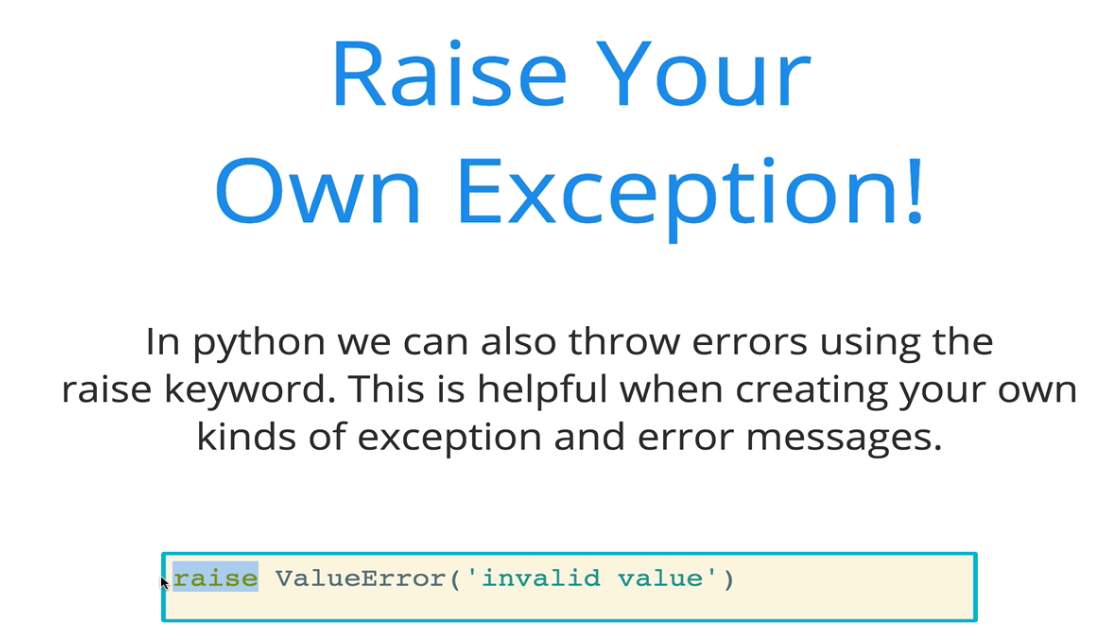 Raise Your
Own Exception!
In python we can also throw errors using the
raise keyword. This is helpful when creating your own
kinds of exception and error messages.
raise ValueError('invalid value')